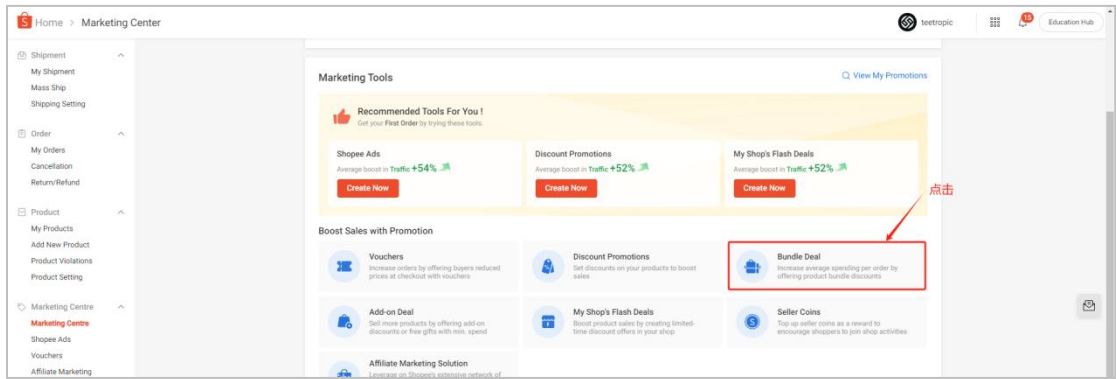 Home > Marketing Center
teetropic
15
Education Hub
Shipment
My Shipment
Mass Ship
Shipping Setting
Order
My Orders
Cancellation
Return/Refund
Product
My Products
Add New Product
Product Violations
Product Setting
Marketing Centre
Marketing Centre
Shopee Ads
Vouchers
Affiliate Marketing
Marketing Tools
View My Promotions
Recommended Tools For You !
Get your First Order by trying these tools.
Shopee Ads
Average boost in Traffic +54%
Create Now
Discount Promotions
Average boost in Traffic +52%
Create Now
My Shop's Flash Deals
Average boost in Traffic +52%
Create Now
点击
Boost Sales with Promotion
Vouchers
Increase orders by offering buyers reduced
prices at checkout with vouchers
Discount Promotions
Set discounts on your products to boost
sales
Bundle Deal
Increase average spending per order by
offering product bundle discounts
Add-on Deal
Sell more products by offering add-on
discounts or free gifts with min. spend
My Shop's Flash Deals
Boost product sales by creating limited-
time discount offers in your shop
Seller Coins
Top up seller coins as a reward to
encourage shoppers to join shop activities
Affiliate Marketing Solution
Leverage on Shopee's extensive network of